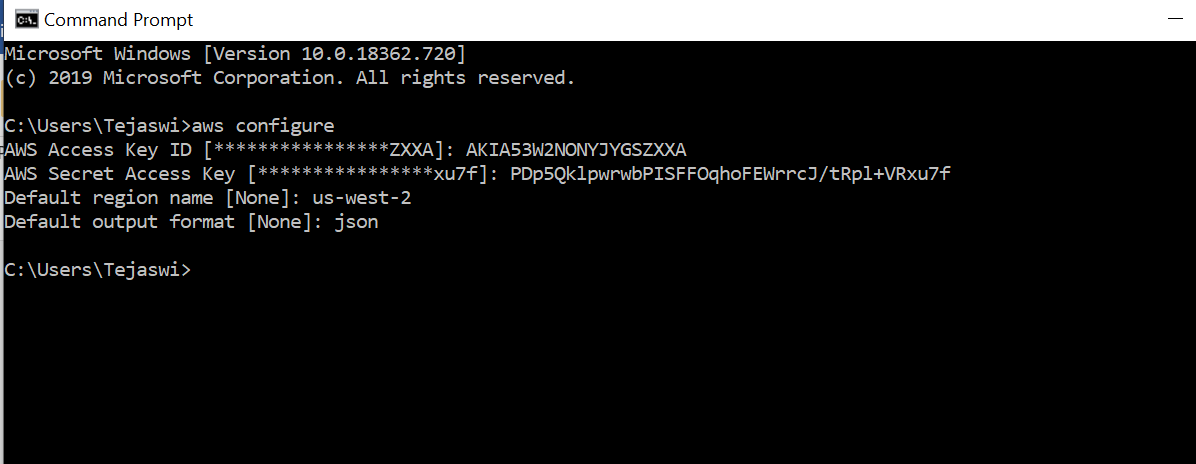 Command Prompt
Microsoft Windows [Version 10.0.18362.720]
(c) 2019 Microsoft Corporation. All rights reserved.
C:\Users\Tejaswi>aws configure
AWS Access Key ID [****************ZXXA]: AKIA53W2NONYJYGSZXXA
AWS Secret Access Key [****************xu7f]: 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
Default region name [None]: us-west-2
Default output format [None]: json
C:\Users\Tejaswi>